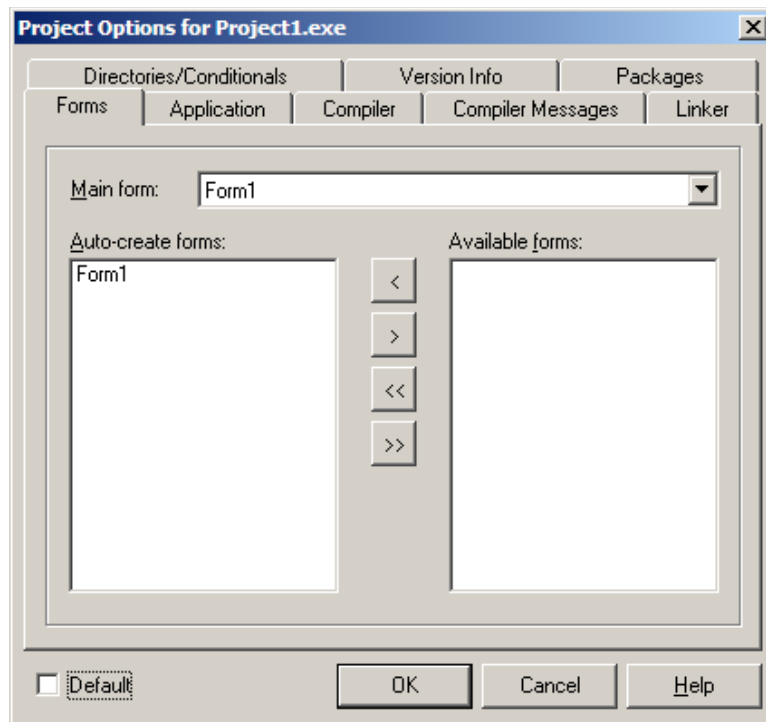 Project Options for Project1.exe
Directories/Conditionals Version Info Packages
Forms Application Compiler Compiler Messages Linker
Main form: Form1
Auto-create forms: Available forms:
Form1
<
>
<<
>>
Default OK Cancel Help